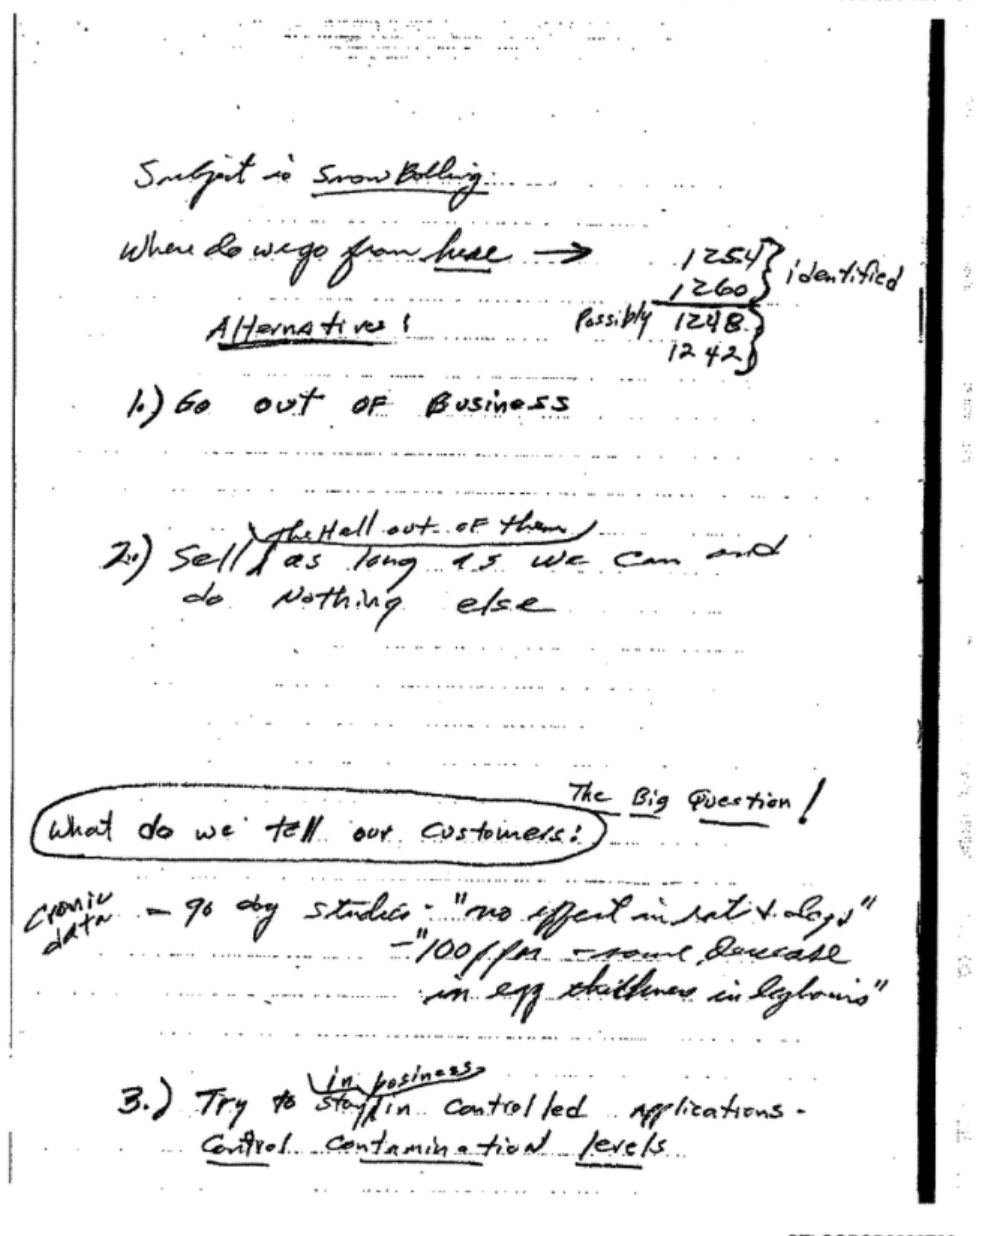 Subject is Snow Balling.
Where do we go from here → 1254 } identified
1260
Possibly 1248 }
1242
Alternatives:
1.) Go out of Business
the Hell out of them
2.) Sell as long as we can and
do Nothing else
The Big Question!
What do we tell our Customers:
cronic
data
- 90 day studies - "no effect in rat & dogs"
- "100 ppm - some decrease
in egg thickness in leghorns"
in business
3.) Try to stay in controlled applications -
Control Contamination levels